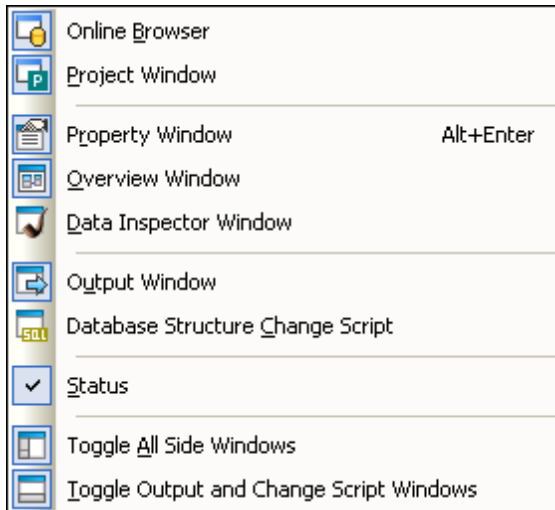 Online Browser
Project Window
Property Window Alt+Enter
Overview Window
Data Inspector Window
Output Window
SQL
Database Structure Change Script
Status
Toggle All Side Windows
Toggle Output and Change Script Windows